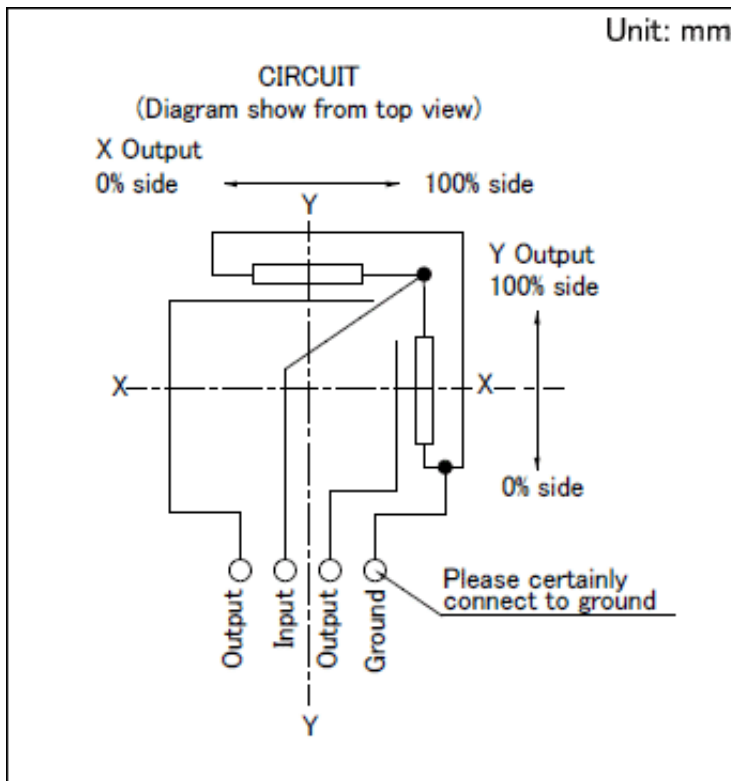 Unit: mm
CIRCUIT
(Diagram show from top view)
X Output
0% side
100% side
Y
Y Output
100% side
X
X
0% side
Please certainly
connect to ground
Output
Input
Output
Ground
Y